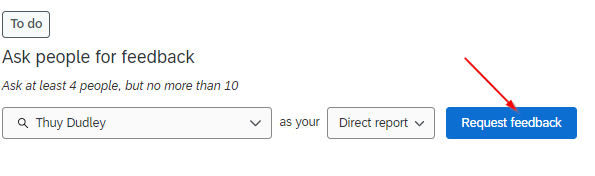 To do
Ask people for feedback
Ask at least 4 people, but no more than 10
Thuy Dudley as your Direct report Request feedback